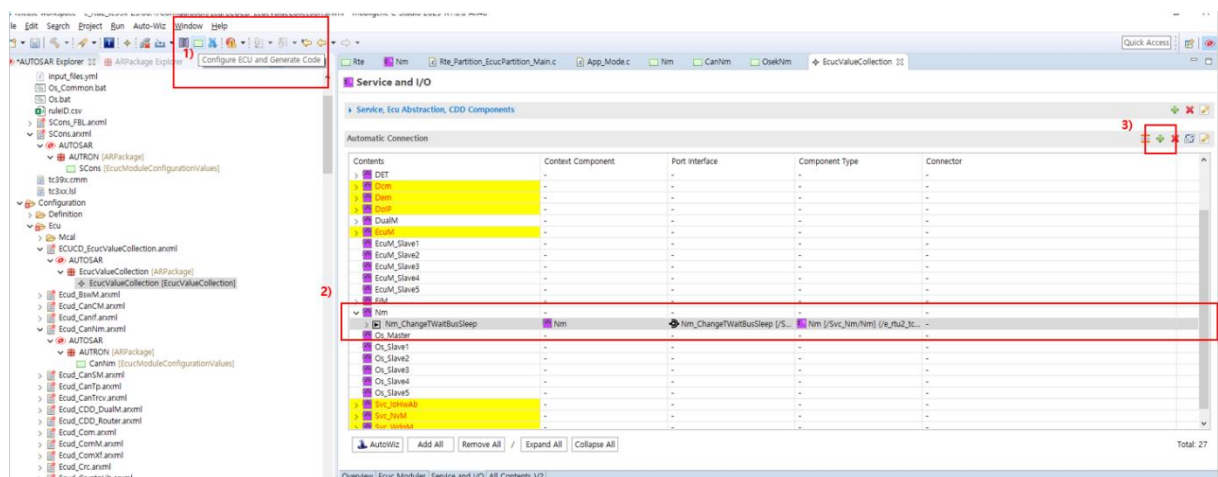 le Edit Search Project Run Auto-Wiz Window Help
Quick Access
1)
Configure ECU and Generate Code
*AUTOSAR Explorer
ARPackage Explorer
input_files.yml
Os_Common.bat
Os.bat
ruleID.csv
SCons_FBL.arxml
SCons.arxml
AUTOSAR
AUTRON [ARPackage]
SCons [EcucModuleConfigurationValues]
tc39x.cmm
tc3xx.lsl
Configuration
Definition
Ecu
Mcal
ECUCD_EcucValueCollection.arxml
AUTOSAR
EcucValueCollection [ARPackage]
EcucValueCollection [EcucValueCollection]
Ecud_BswM.arxml
Ecud_CanCM.arxml
Ecud_CanIf.arxml
Ecud_CanNm.arxml
AUTOSAR
AUTRON [ARPackage]
CanNm [EcucModuleConfigurationValues]
Ecud_CanSM.arxml
Ecud_CanTp.arxml
Ecud_CanTrcv.arxml
Ecud_CDD_DualM.arxml
Ecud_CDD_Router.arxml
Ecud_Com.arxml
Ecud_ComM.arxml
Ecud_ComXf.arxml
Ecud_Crc.arxml
Rte Nm Rte_Partition_EcucPartition_Main.c App_Mode.c Nm CanNm OsekNm EcucValueCollection
Service and I/O
Service, Ecu Abstraction, CDD Components
3)
Automatic Connection
Contents Context Component Port Interface Component Type Connector
DET - - - -
Dcm - - - -
Dem - - - -
DoIP - - - -
DualM - - - -
EcuM - - - -
EcuM_Slave1 - - - -
EcuM_Slave2 - - - -
EcuM_Slave3 - - - -
EcuM_Slave4 - - - -
EcuM_Slave5 - - - -
2)
FiM - - - -
Nm - - - -
Nm_ChangeTWaitBusSleep Nm Nm_ChangeTWaitBusSleep [/S... Nm [/Svc_Nm/Nm] (/e_rtu2_tc... -
Os_Master - - - -
Os_Slave1 - - - -
Os_Slave2 - - - -
Os_Slave3 - - - -
Os_Slave4 - - - -
Os_Slave5 - - - -
Svc_IoHwAb - - - -
Svc_NvM - - - -
Svc_WdgM - - - -
AutoWiz Add All Remove All / Expand All Collapse All Total: 27
Overview Ecuc Modules Service and I/O All Contents V2